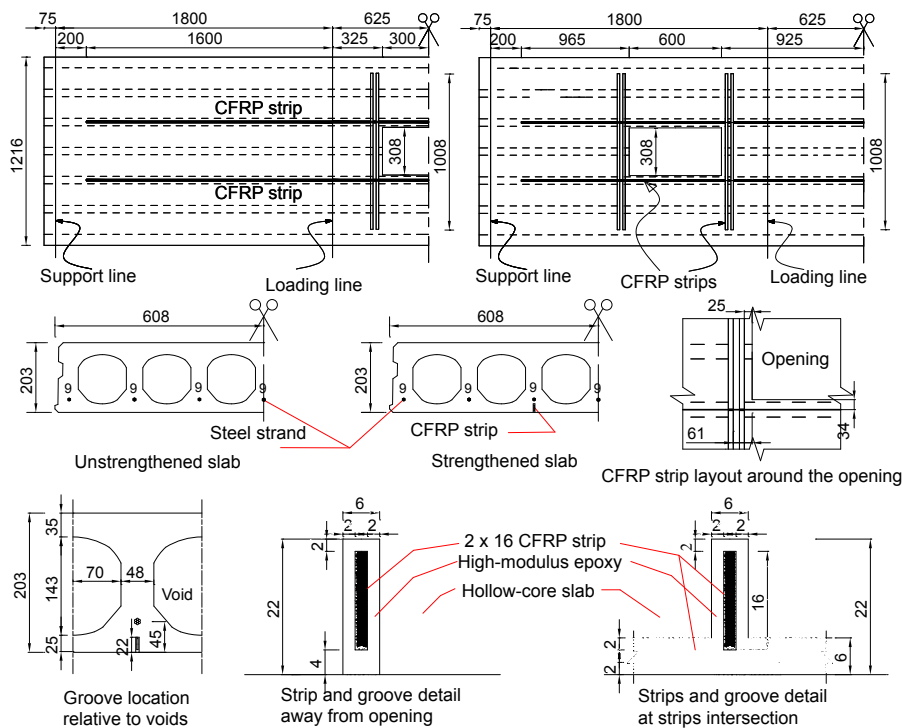 75
1800
625
200
1600
325
300
CFRP strip
1216
308
1008
CFRP strip
Support line
Loading line
75
1800
625
200
965
600
925
308
1008
Support line
CFRP strips
Loading line
608
203
9
9
9
9
Steel strand
Unstrengthened slab
608
203
9
9
9
9
CFRP strip
Strengthened slab
25
Opening
61
34
CFRP strip layout around the opening
35
203
143
70
48
Void
22
45
25
Groove location
relative to voids
6
2
2
2
22
4
2 x 16 CFRP strip
High-modulus epoxy
Hollow-core slab
Strip and groove detail
away from opening
6
2
2
2
16
22
2
2
6
Strips and groove detail
at strips intersection